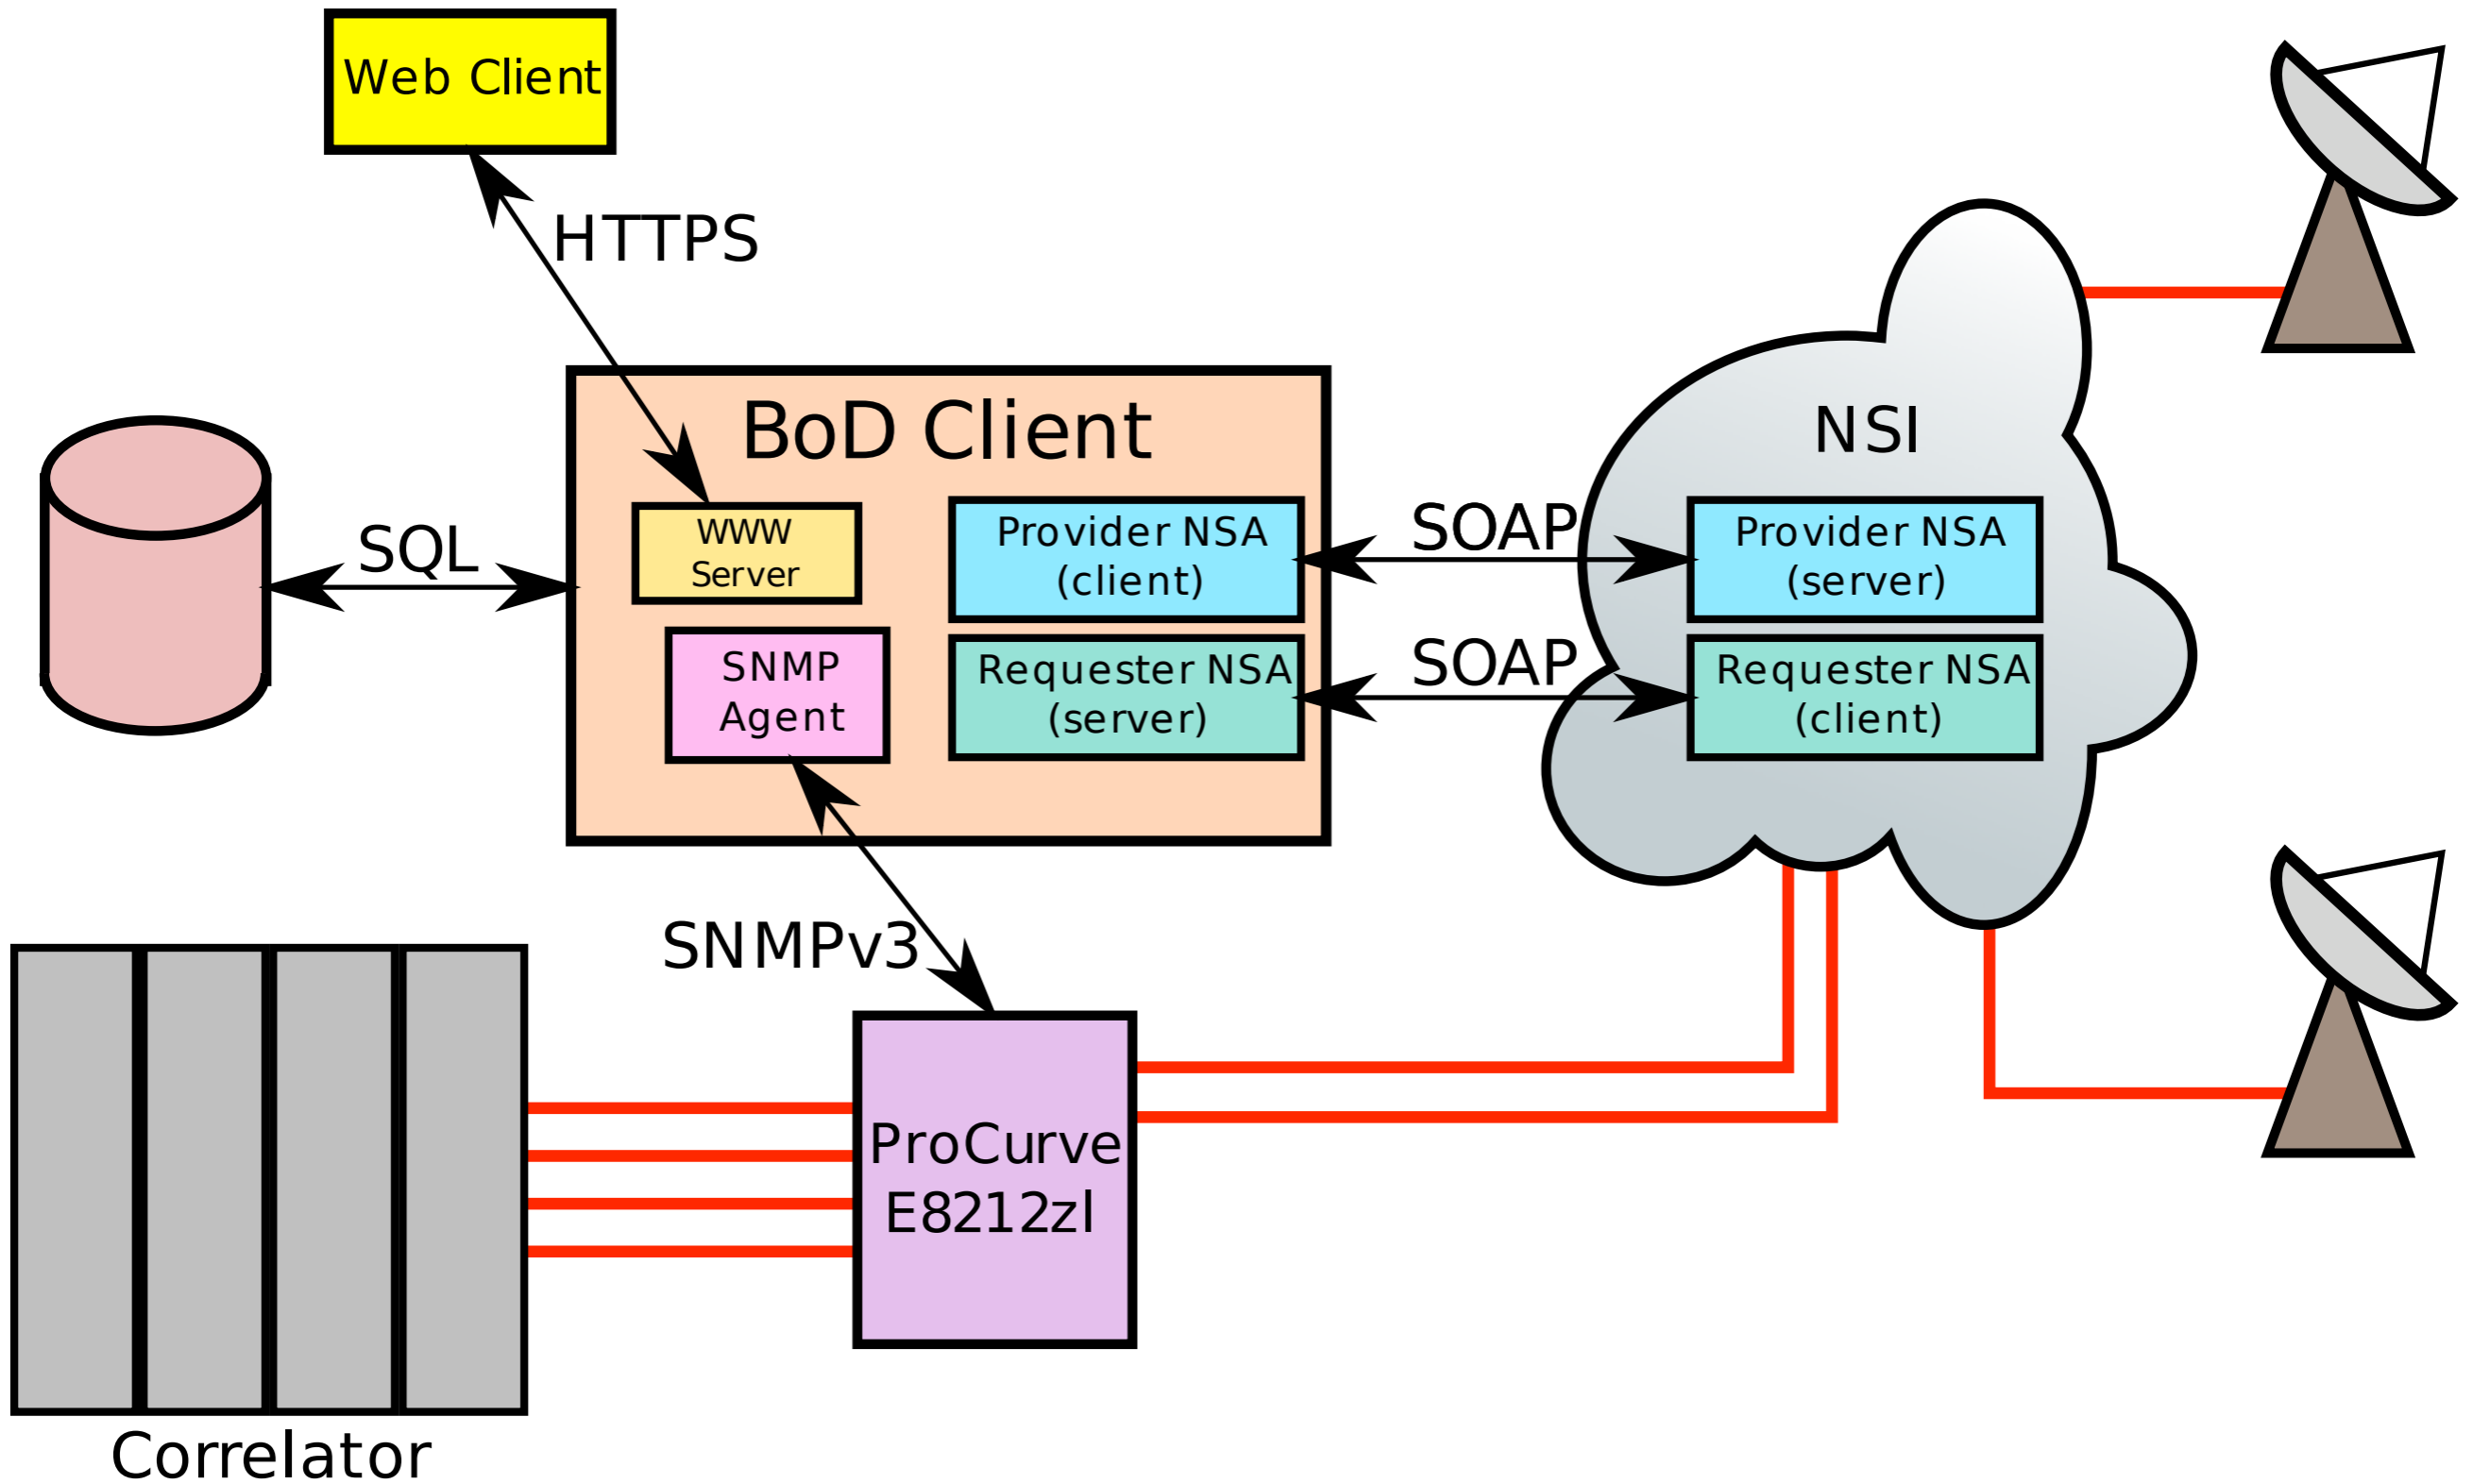 Web Client
HTTPS
BoD Client
NSI
SQL
WWW
Server
Provider NSA
(client)
SOAP
Provider NSA
(server)
SNMP
Agent
Requester NSA
(server)
SOAP
Requester NSA
(client)
SNMPv3
ProCurve
E8212zl
Correlator